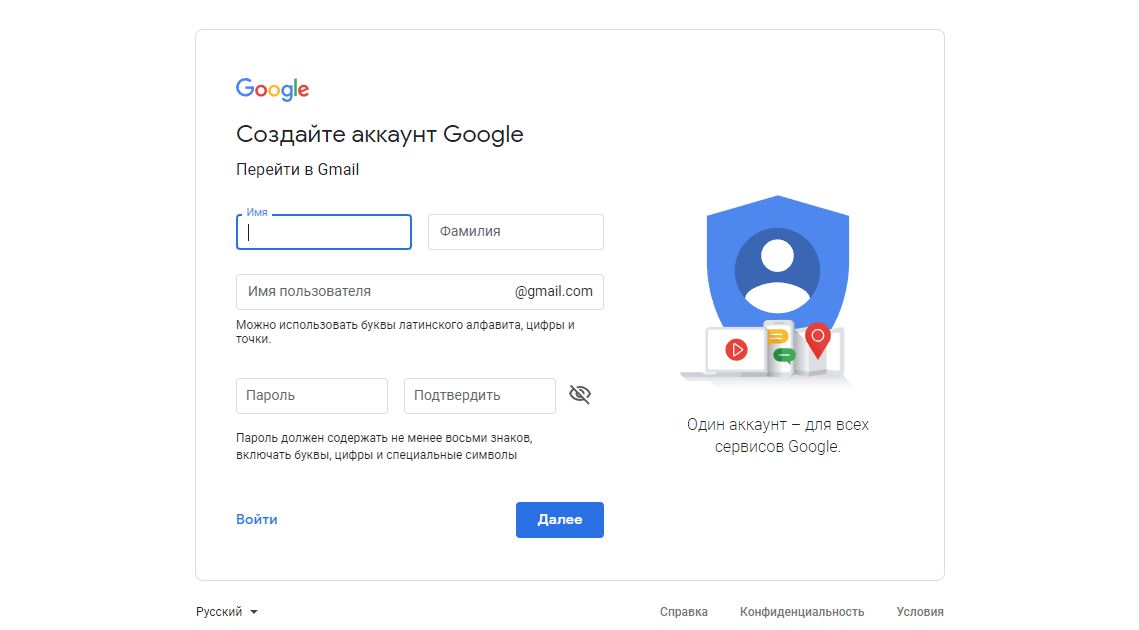 Google
Создайте аккаунт Google
Перейти в Gmail
Имя
Фамилия
Имя пользователя
@gmail.com
Можно использовать буквы латинского алфавита, цифры и
точки.
Пароль
Подтвердить
Пароль должен содержать не менее восьми знаков,
включать буквы, цифры и специальные символы
Войти
Далее
Один аккаунт – для всех
сервисов Google.
Русский
Справка
Конфиденциальность
Условия